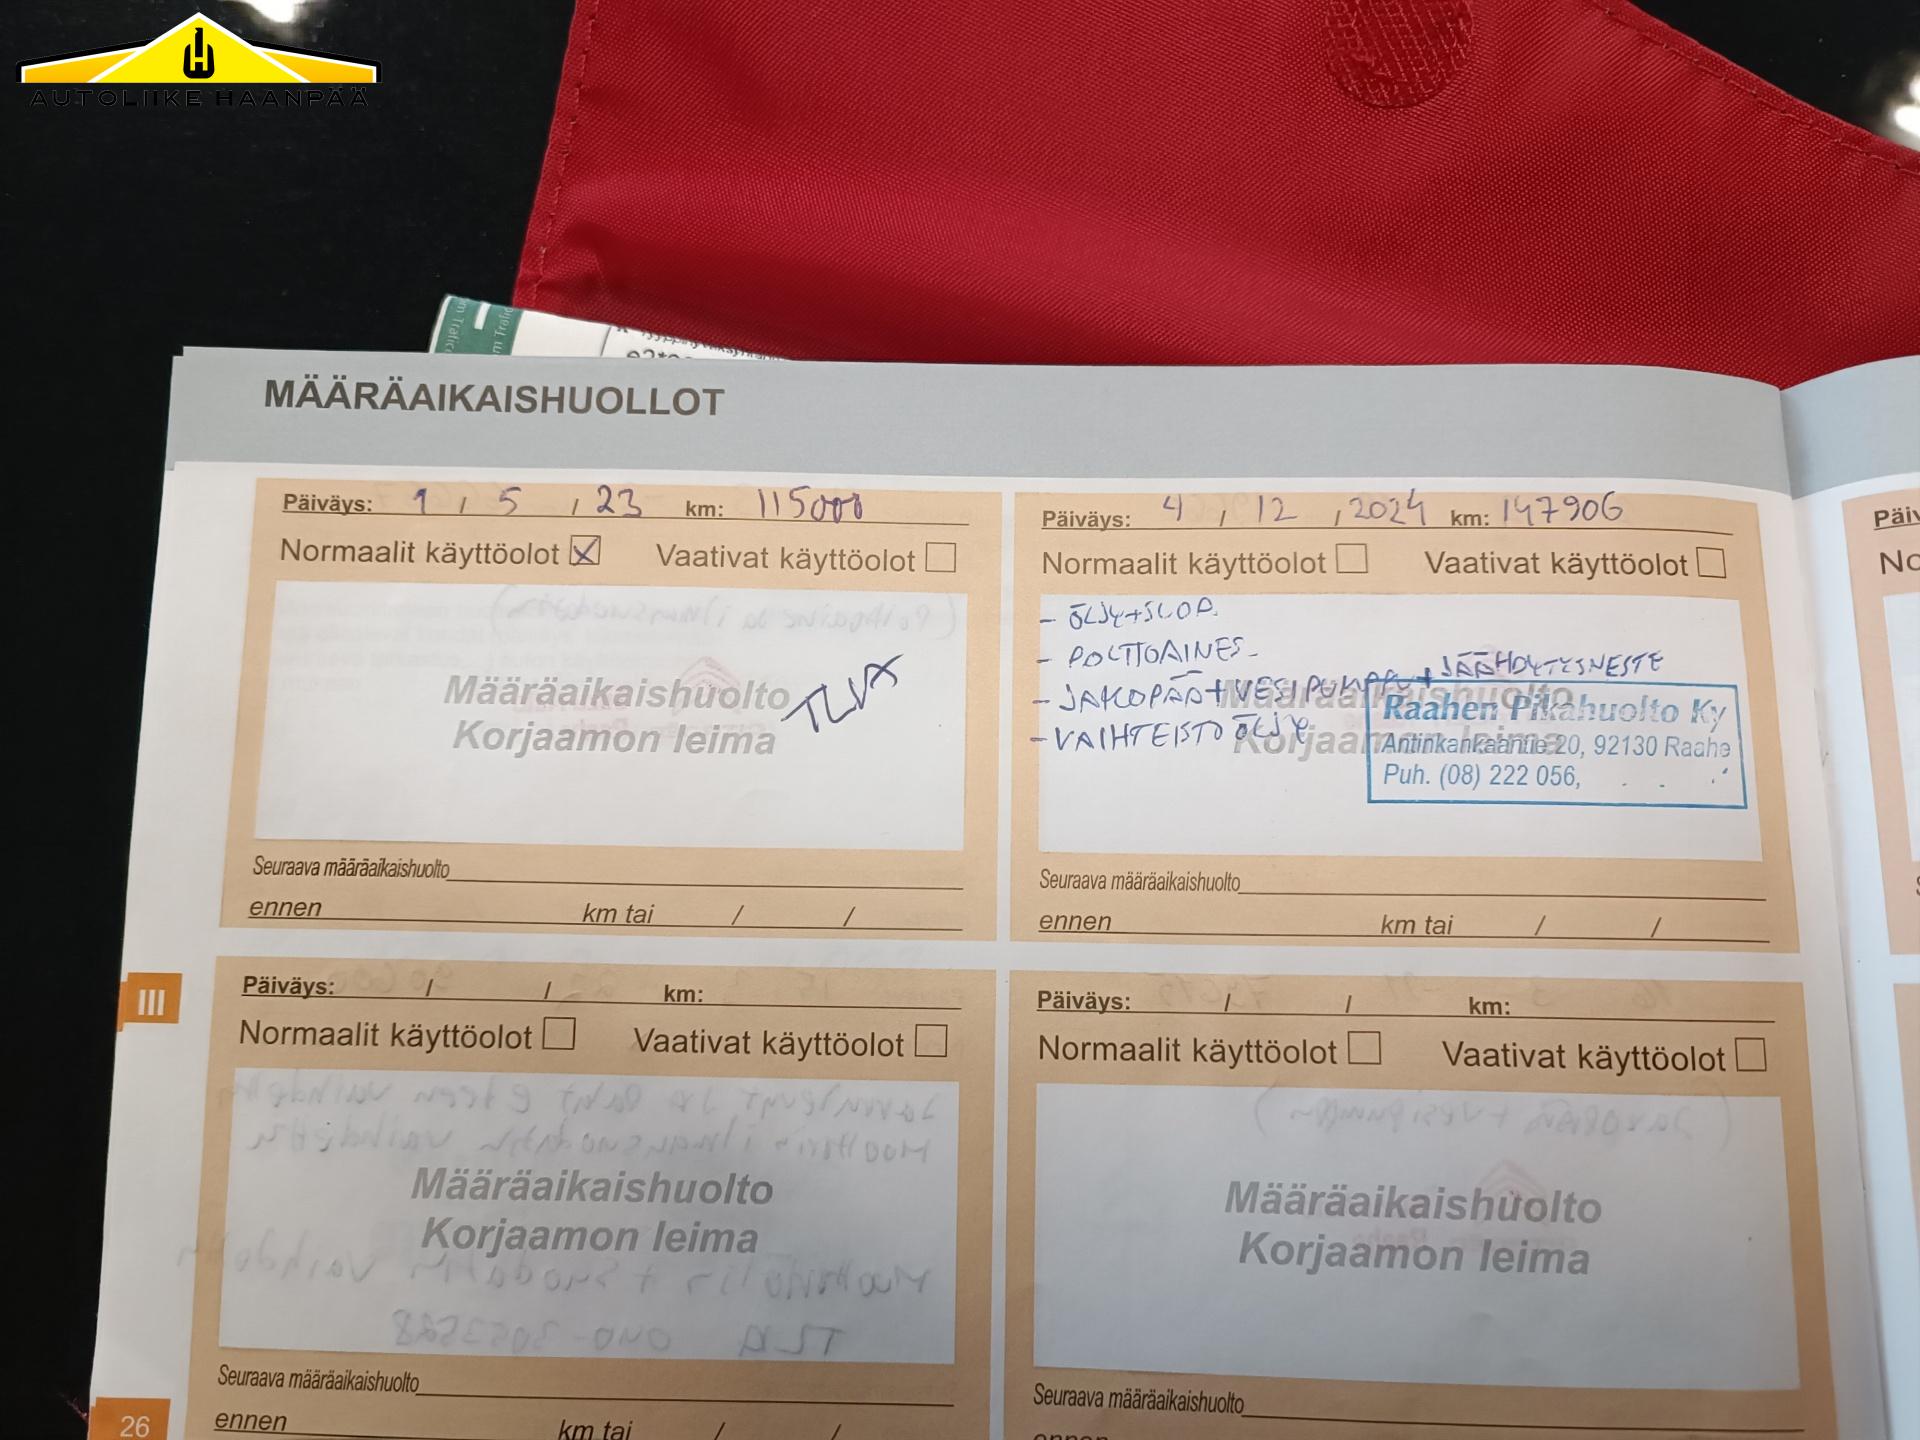 AUTOLIIKE HAANPÄÄ
MÄÄRÄAIKAISHUOLLOT
Päiväys: 1 / 5 / 23 km: 115000
Normaalit käyttöolot Vaativat käyttöolot
Määräaikaishuolto
Korjaamon leima
Seuraava määräaikaishuolto
ennen km tai / /
Päiväys: 4 / 12 / 2024 km: 147906
Normaalit käyttöolot Vaativat käyttöolot
- ÖLJY+SUOD.
- POLTTOAINES.
- JAKOPÄÄ+VESIPUMPPU+JÄÄHDYTYSNESTE
- VAIHTEISTOÖLJY
Määräaikaishuolto
Korjaamon leima
Raahen Pikahuolto Ky
Antinkankaantie 20, 92130 Raahe
Puh. (08) 222 056,
Seuraava määräaikaishuolto
ennen km tai / /
III
Päiväys: / / km:
Normaalit käyttöolot Vaativat käyttöolot
Määräaikaishuolto
Korjaamon leima
Seuraava määräaikaishuolto
ennen km tai / /
Päiväys: / / km:
Normaalit käyttöolot Vaativat käyttöolot
Määräaikaishuolto
Korjaamon leima
Seuraava määräaikaishuolto
26